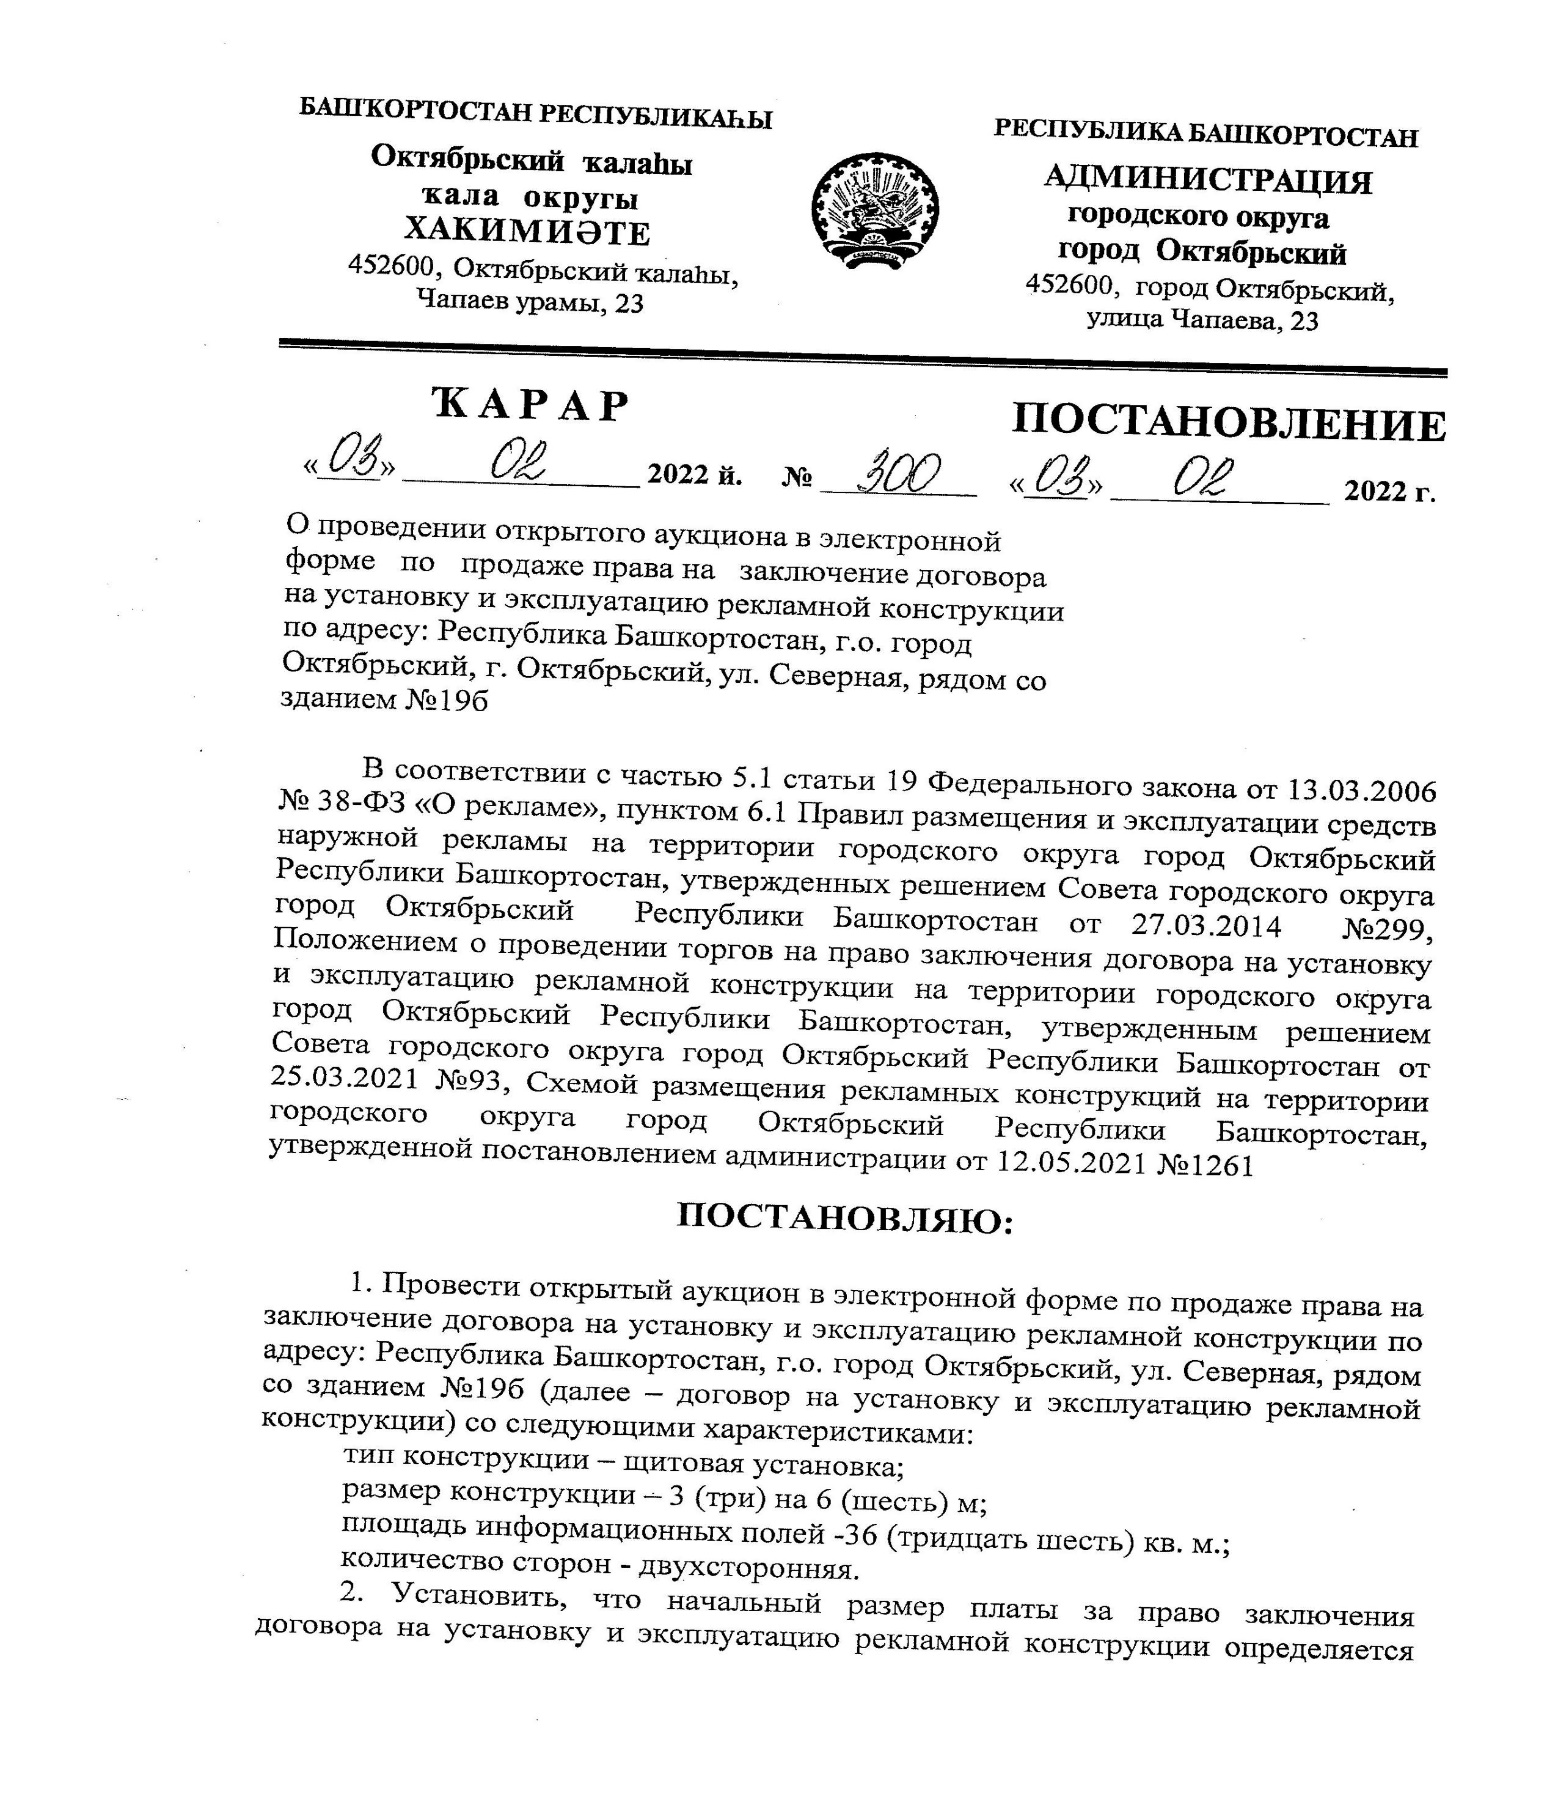 БАШҠОРТОСТАН РЕСПУБЛИКАҺЫ
Октябрьский ҡалаһы
ҡала округы
ХАКИМИӘТЕ
452600, Октябрьский ҡалаһы,
Чапаев урамы, 23
РЕСПУБЛИКА БАШКОРТОСТАН
АДМИНИСТРАЦИЯ
городского округа
город Октябрьский
452600, город Октябрьский,
улица Чапаева, 23
ҠАРАР
ПОСТАНОВЛЕНИЕ
«03» 02 2022 й. № 300 «03» 02 2022 г.
О проведении открытого аукциона в электронной
форме по продаже права на заключение договора
на установку и эксплуатацию рекламной конструкции
по адресу: Республика Башкортостан, г.о. город
Октябрьский, г. Октябрьский, ул. Северная, рядом со
зданием №19б
В соответствии с частью 5.1 статьи 19 Федерального закона от 13.03.2006
№ 38-ФЗ «О рекламе», пунктом 6.1 Правил размещения и эксплуатации средств
наружной рекламы на территории городского округа город Октябрьский
Республики Башкортостан, утвержденных решением Совета городского округа
город Октябрьский Республики Башкортостан от 27.03.2014 №299,
Положением о проведении торгов на право заключения договора на установку
и эксплуатацию рекламной конструкции на территории городского округа
город Октябрьский Республики Башкортостан, утвержденным решением
Совета городского округа город Октябрьский Республики Башкортостан от
25.03.2021 №93, Схемой размещения рекламных конструкций на территории
городского округа город Октябрьский Республики Башкортостан,
утвержденной постановлением администрации от 12.05.2021 №1261
ПОСТАНОВЛЯЮ:
1. Провести открытый аукцион в электронной форме по продаже права на
заключение договора на установку и эксплуатацию рекламной конструкции по
адресу: Республика Башкортостан, г.о. город Октябрьский, ул. Северная, рядом
со зданием №19б (далее – договор на установку и эксплуатацию рекламной
конструкции) со следующими характеристиками:
тип конструкции – щитовая установка;
размер конструкции – 3 (три) на 6 (шесть) м;
площадь информационных полей -36 (тридцать шесть) кв. м.;
количество сторон - двухсторонняя.
2. Установить, что начальный размер платы за право заключения
договора на установку и эксплуатацию рекламной конструкции определяется